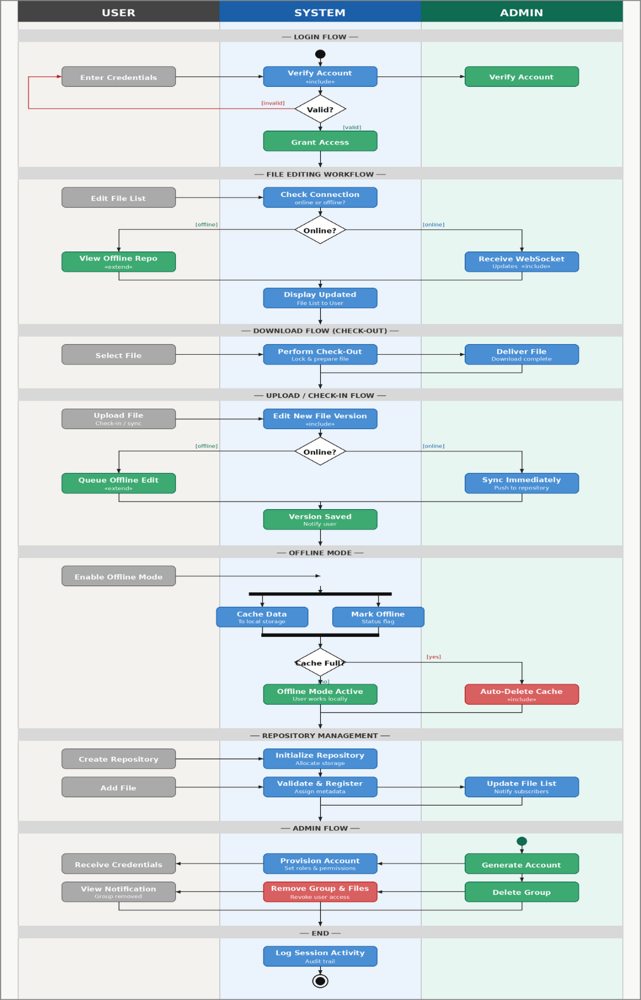 USER
SYSTEM
ADMIN
— LOGIN FLOW —
Enter Credentials
Verify Account
«include»
Verify Account
[invalid]
Valid?
[valid]
Grant Access
— FILE EDITING WORKFLOW —
Edit File List
Check Connection
online or offline?
[offline]
Online?
[online]
View Offline Repo
«extend»
Receive WebSocket
Updates «include»
Display Updated
File List to User
— DOWNLOAD FLOW (CHECK-OUT) —
Select File
Perform Check-Out
Lock & prepare file
Deliver File
Download complete
— UPLOAD / CHECK-IN FLOW —
Upload File
Check-in / sync
Edit New File Version
«include»
[offline]
Online?
[online]
Queue Offline Edit
«extend»
Sync Immediately
Push to repository
Version Saved
Notify user
— OFFLINE MODE —
Enable Offline Mode
Cache Data
To local storage
Mark Offline
Status flag
Cache Full?
[yes]
[no]
Offline Mode Active
User works locally
Auto-Delete Cache
«include»
— REPOSITORY MANAGEMENT —
Create Repository
Initialize Repository
Allocate storage
Add File
Validate & Register
Assign metadata
Update File List
Notify subscribers
— ADMIN FLOW —
Receive Credentials
Provision Account
Set roles & permissions
Generate Account
View Notification
Group removed
Remove Group & Files
Revoke user access
Delete Group
— END —
Log Session Activity
Audit trail